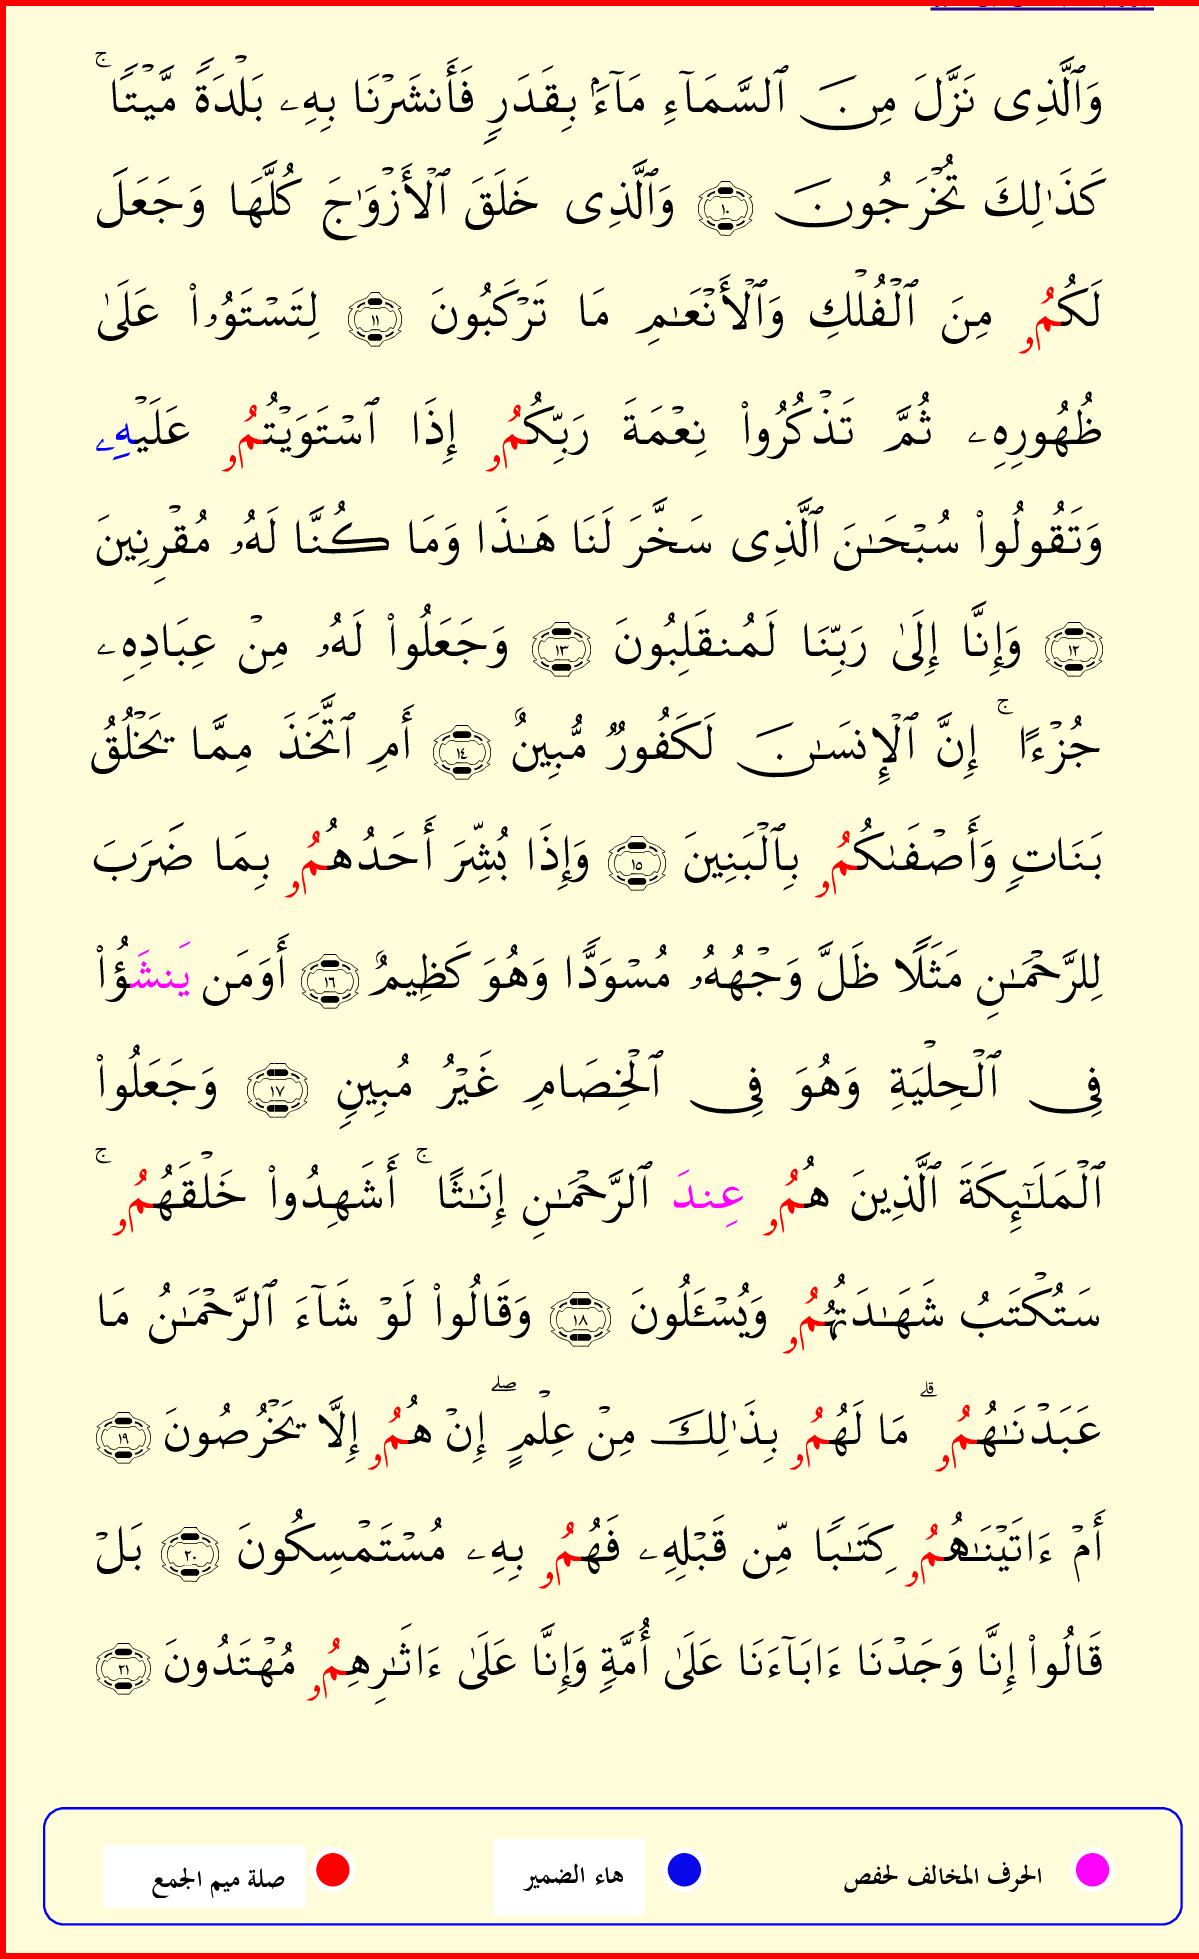 وَٱلَّذِى نَزَّلَ مِنَ ٱلسَّمَآءِ مَآءَۢ بِقَدَرٍ فَأَنشَرْنَا بِهِۦ بَلْدَةً مَّيْتًا ۚ
كَذَٰلِكَ تُخْرَجُونَ ١٠ وَٱلَّذِى خَلَقَ ٱلْأَزْوَٰجَ كُلَّهَا وَجَعَلَ
لَكُمُۥ مِنَ ٱلْفُلْكِ وَٱلْأَنْعَـٰمِ مَا تَرْكَبُونَ ١١ لِتَسْتَوُۥا۟ عَلَىٰ
ظُهُورِهِۦ ثُمَّ تَذْكُرُوا۟ نِعْمَةَ رَبِّكُمُۥ إِذَا ٱسْتَوَيْتُمُۥ عَلَيْهِۦ
وَتَقُولُوا۟ سُبْحَـٰنَ ٱلَّذِى سَخَّرَ لَنَا هَـٰذَا وَمَا كُنَّا لَهُۥ مُقْرِنِينَ
١٢ وَإِنَّا إِلَىٰ رَبِّنَا لَمُنقَلِبُونَ ١٣ وَجَعَلُوا۟ لَهُۥ مِنْ عِبَادِهِۦ
جُزْءًا ۚ إِنَّ ٱلْإِنسَـٰنَ لَكَفُورٌ مُّبِينٌ ١٤ أَمِ ٱتَّخَذَ مِمَّا يَخْلُقُ
بَنَاتٍ وَأَصْفَىٰكُمُۥ بِٱلْبَنِينَ ١٥ وَإِذَا بُشِّرَ أَحَدُهُمُۥ بِمَا ضَرَبَ
لِلرَّحْمَـٰنِ مَثَلًا ظَلَّ وَجْهُهُۥ مُسْوَدًّا وَهُوَ كَظِيمٌ ١٦ أَوَمَن يَنشَؤُا۟
فِى ٱلْحِلْيَةِ وَهُوَ فِى ٱلْخِصَامِ غَيْرُ مُبِينٍ ١٧ وَجَعَلُوا۟
ٱلْمَلَـٰٓئِكَةَ ٱلَّذِينَ هُمُۥ عِندَ ٱلرَّحْمَـٰنِ إِنَـٰثًا ۚ أَشَهِدُوا۟ خَلْقَهُمُۥ ۚ
سَتُكْتَبُ شَهَـٰدَتُهُمُۥ وَيُسْـَٔلُونَ ١٨ وَقَالُوا۟ لَوْ شَآءَ ٱلرَّحْمَـٰنُ مَا
عَبَدْنَـٰهُمُۥ ۗ مَا لَهُمُۥ بِذَٰلِكَ مِنْ عِلْمٍ ۖ إِنْ هُمُۥ إِلَّا يَخْرُصُونَ ١٩
أَمْ ءَاتَيْنَـٰهُمُۥ كِتَـٰبًا مِّن قَبْلِهِۦ فَهُمُۥ بِهِۦ مُسْتَمْسِكُونَ ٢٠ بَلْ
قَالُوا۟ إِنَّا وَجَدْنَا ءَابَآءَنَا عَلَىٰ أُمَّةٍ وَإِنَّا عَلَىٰ ءَاثَـٰرِهِمُۥ مُهْتَدُونَ ٢١
الحرف المخالف لحفص هاء الضمير صلة ميم الجمع